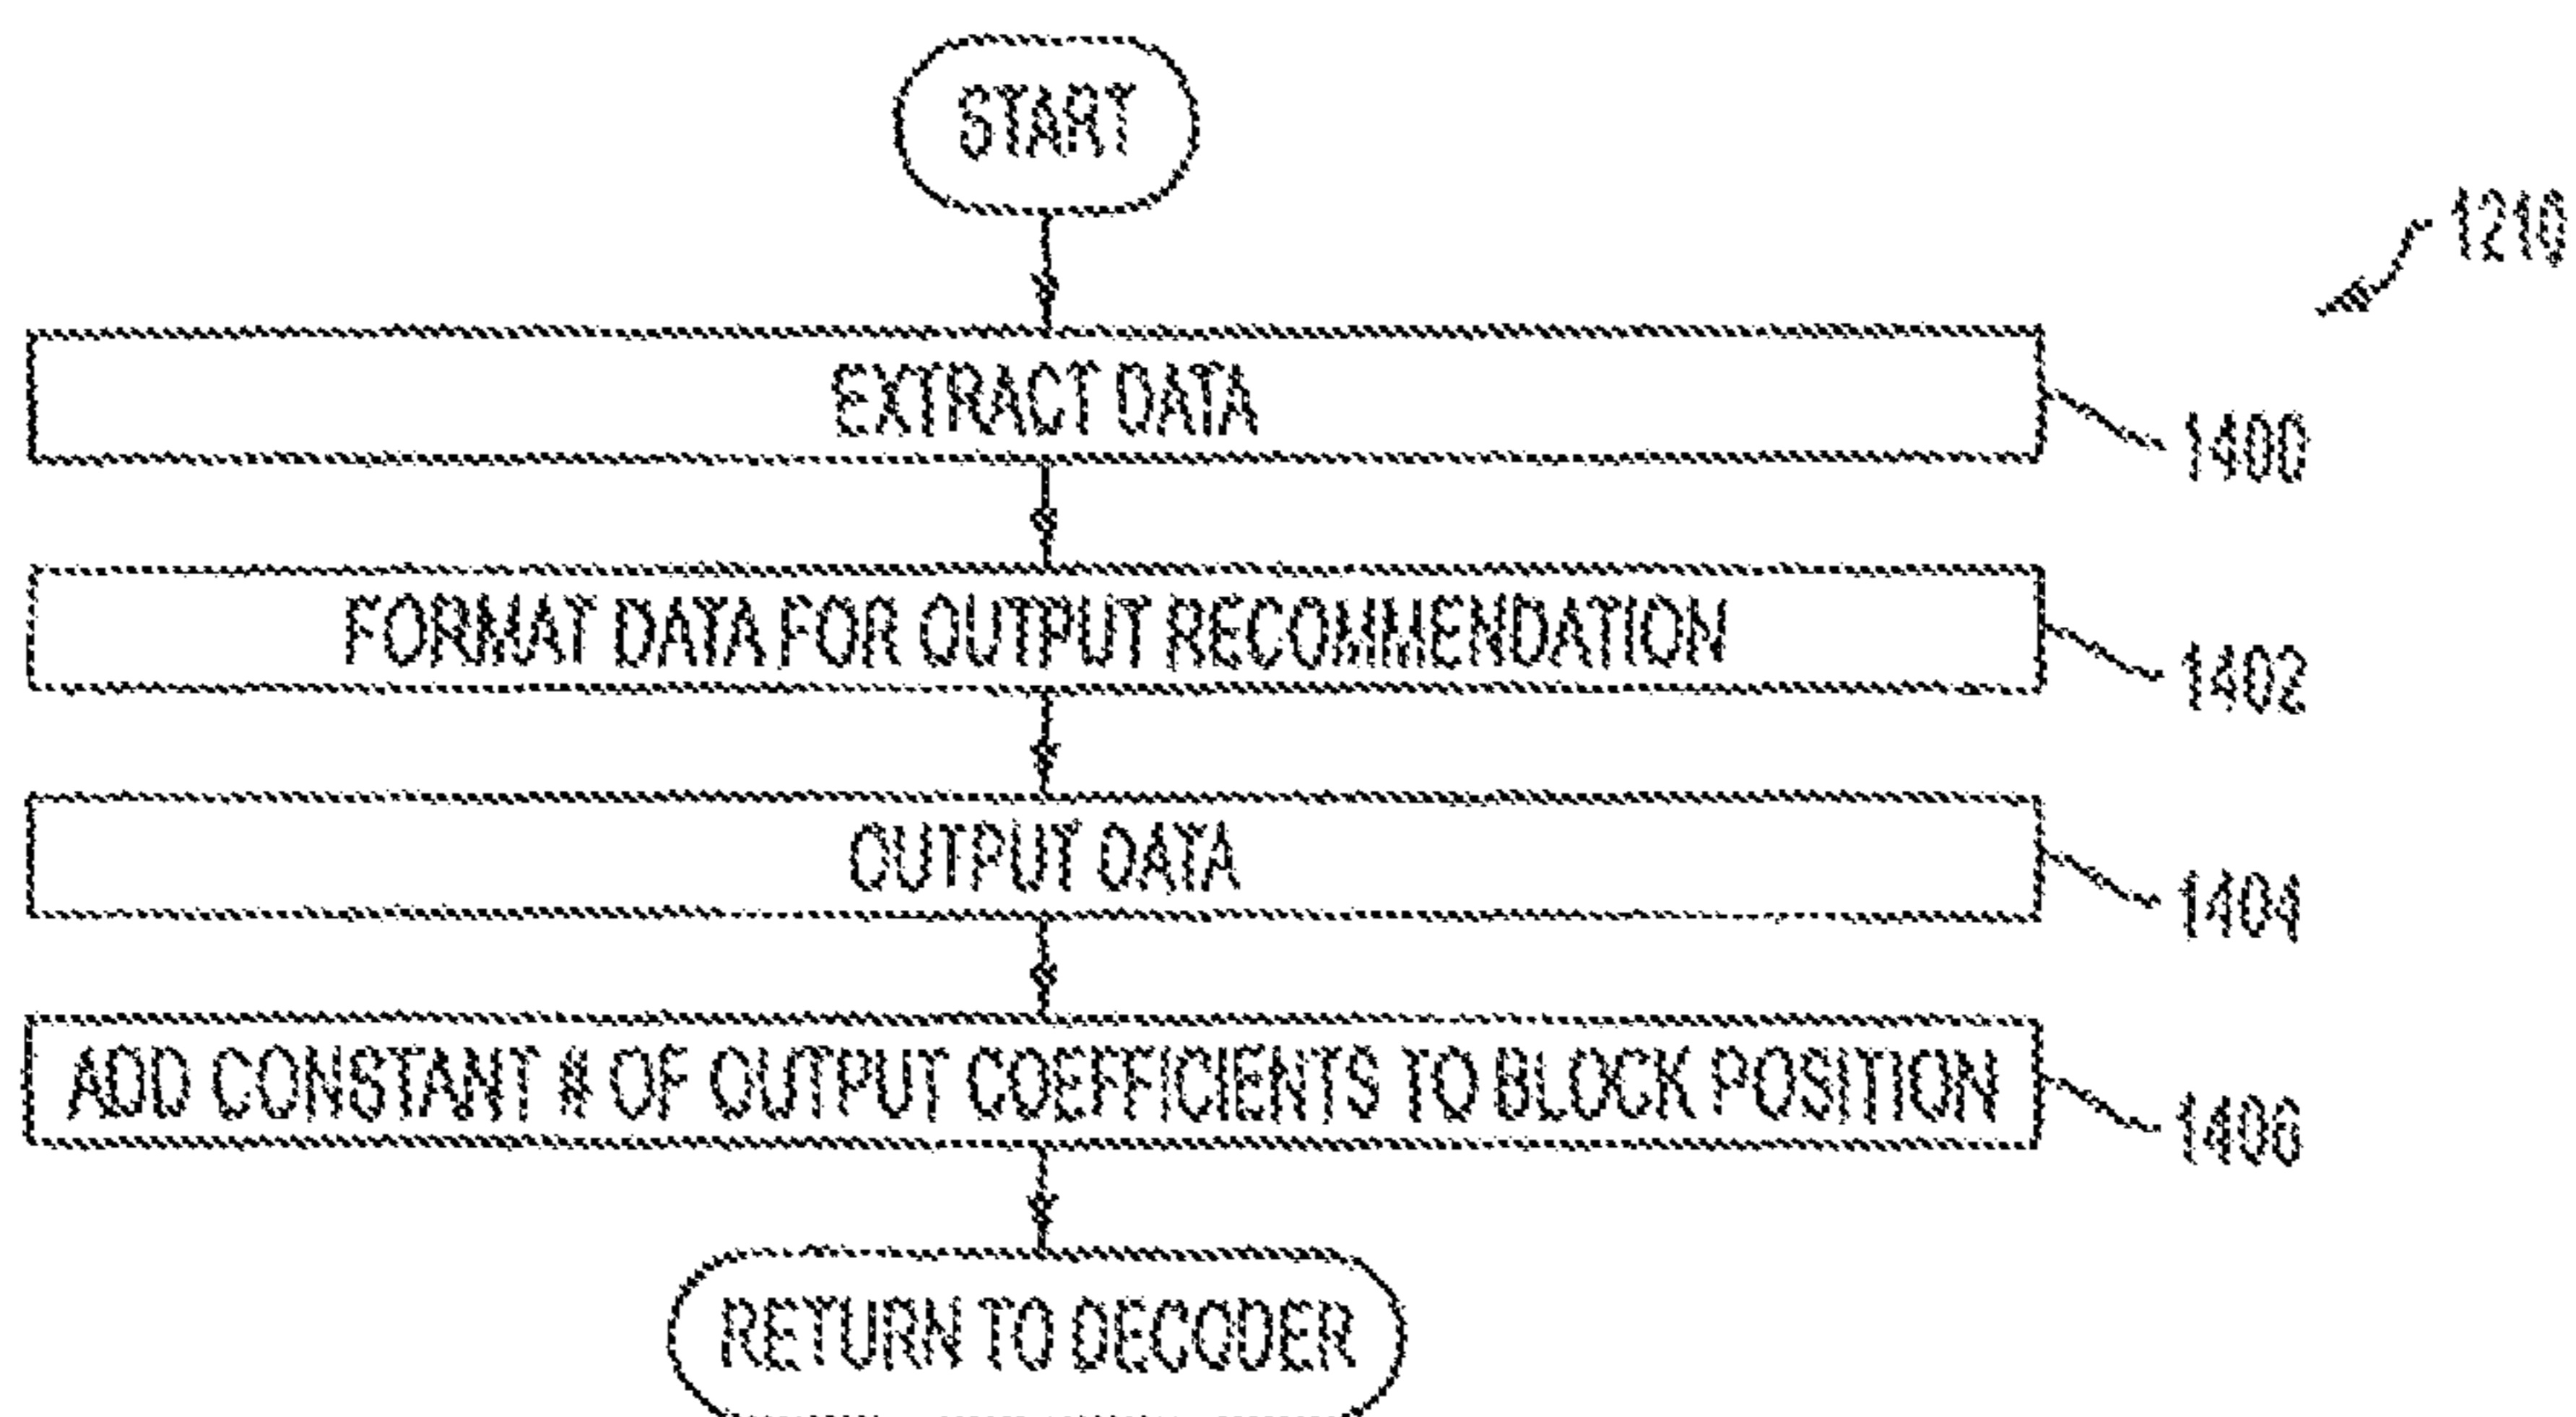 START
1210
EXTRACT DATA
1400
FORMAT DATA FOR OUTPUT RECOMMENDATION
1402
OUTPUT DATA
1404
ADD CONSTANT # OF OUTPUT COEFFICIENTS TO BLOCK POSITION
1406
RETURN TO DECODER